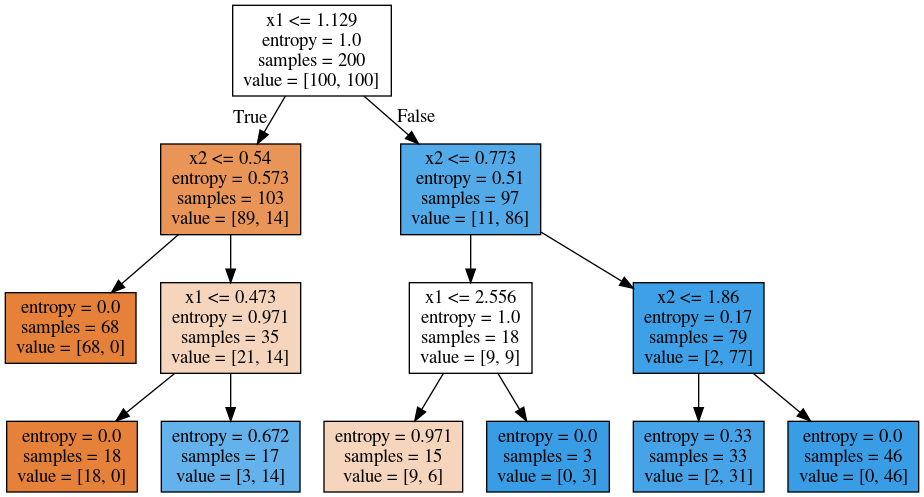 x1 <= 1.129
entropy = 1.0
samples = 200
value = [100, 100]
True
False
x2 <= 0.54
entropy = 0.573
samples = 103
value = [89, 14]
x2 <= 0.773
entropy = 0.51
samples = 97
value = [11, 86]
entropy = 0.0
samples = 68
value = [68, 0]
x1 <= 0.473
entropy = 0.971
samples = 35
value = [21, 14]
x1 <= 2.556
entropy = 1.0
samples = 18
value = [9, 9]
x2 <= 1.86
entropy = 0.17
samples = 79
value = [2, 77]
entropy = 0.0
samples = 18
value = [18, 0]
entropy = 0.672
samples = 17
value = [3, 14]
entropy = 0.971
samples = 15
value = [9, 6]
entropy = 0.0
samples = 3
value = [0, 3]
entropy = 0.33
samples = 33
value = [2, 31]
entropy = 0.0
samples = 46
value = [0, 46]